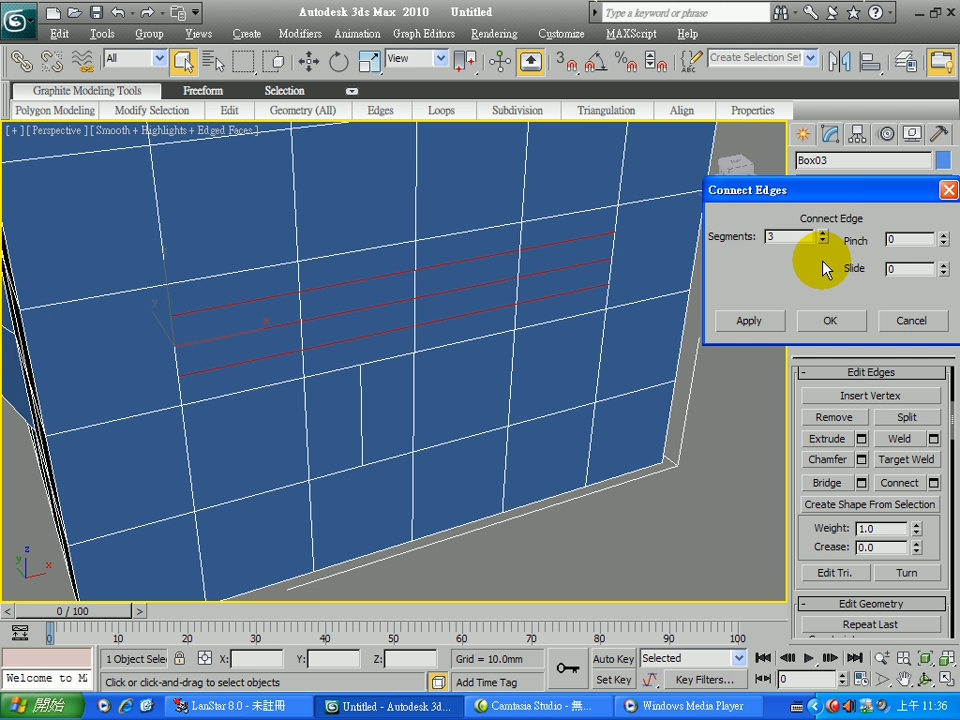 Autodesk 3ds Max 2010 Untitled
Type a keyword or phrase
Edit Tools Group Views Create Modifiers Animation Graph Editors Rendering Customize MAXScript Help
All View 3 Create Selection Se
Graphite Modeling Tools Freeform Selection
Polygon Modeling Modify Selection Edit Geometry (All) Edges Loops Subdivision Triangulation Align Properties
[ + ] [ Perspective ] [ Smooth + Highlights + Edged Faces ]
Box03
Connect Edges
Connect Edge
Segments: 3 Pinch 0
Slide 0
Apply OK Cancel
- Edit Edges
Insert Vertex
Remove Split
Extrude Weld
Chamfer Target Weld
Bridge Connect
Create Shape From Selection
Weight: 1.0
Crease: 0.0
Edit Tri. Turn
- Edit Geometry
Repeat Last
y x
z y x
< 0 / 100 >
0 10 20 30 40 50 60 70 80 90 100
1 Object Sele X: Y: Z: Grid = 10.0mm Auto Key Selected
Welcome to M Click or click-and-drag to select objects Add Time Tag Set Key Key Filters... 0
開始 LanStar 8.0 - 未註冊 Untitled - Autodesk 3d... Camtasia Studio - 無... Windows Media Player 上午 11:36